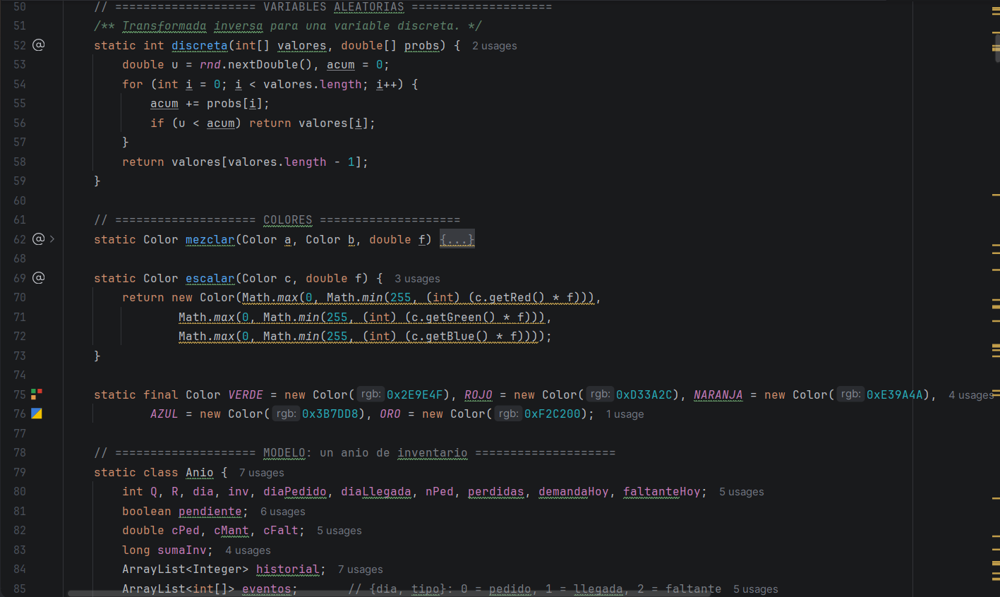 50 // ==================== VARIABLES ALEATORIAS ====================
51 /** Transformada inversa para una variable discreta. */
52 @ static int discreta(int[] valores, double[] probs) { 2 usages
53 double u = rnd.nextDouble(), acum = 0;
54 for (int i = 0; i < valores.length; i++) {
55 acum += probs[i];
56 if (u < acum) return valores[i];
57 }
58 return valores[valores.length - 1];
59 }
60
61 // ==================== COLORES ====================
62 @ static Color mezclar(Color a, Color b, double f) {...}
68
69 @ static Color escalar(Color c, double f) { 3 usages
70 return new Color(Math.max(0, Math.min(255, (int) (c.getRed() * f))),
71 Math.max(0, Math.min(255, (int) (c.getGreen() * f))),
72 Math.max(0, Math.min(255, (int) (c.getBlue() * f))));
73 }
74
75 static final Color VERDE = new Color( rgb: 0x2E9E4F), ROJO = new Color( rgb: 0xD33A2C), NARANJA = new Color( rgb: 0xE39A4A), 4 usages
76 AZUL = new Color( rgb: 0x3B7DD8), ORO = new Color( rgb: 0xF2C200); 1 usage
77
78 // ==================== MODELO: un anio de inventario ====================
79 static class Anio { 7 usages
80 int Q, R, dia, inv, diaPedido, diaLlegada, nPed, perdidas, demandaHoy, faltanteHoy; 5 usages
81 boolean pendiente; 6 usages
82 double cPed, cMant, cFalt; 5 usages
83 long sumaInv; 4 usages
84 ArrayList<Integer> historial; 7 usages
85 ArrayList<int[]> eventos; // {dia, tipo}: 0 = pedido, 1 = llegada, 2 = faltante 5 usages